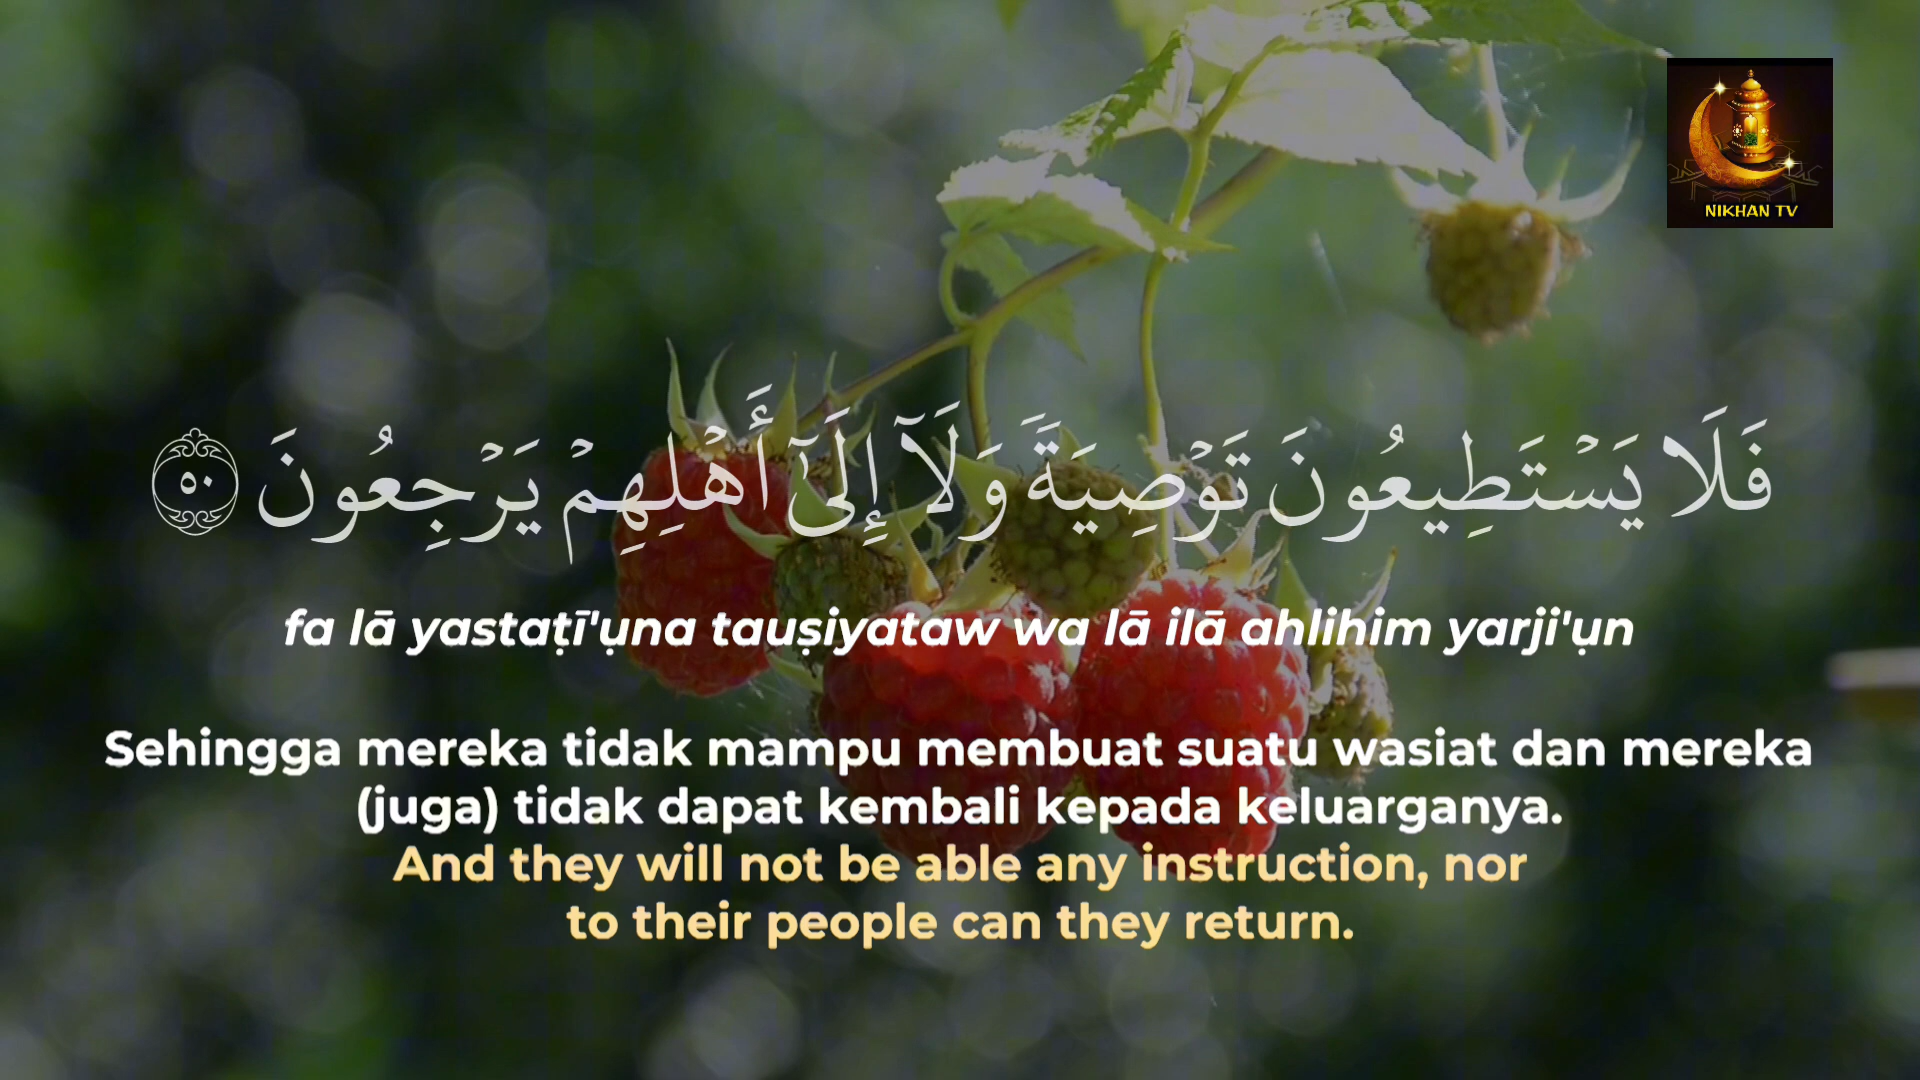 NIKHAN TV
فَلَا يَسْتَطِيعُونَ تَوْصِيَةً وَلَآ إِلَىٰٓ أَهْلِهِمْ يَرْجِعُونَ ٥٠
fa lā yastaṭī'ụna tauṣiyataw wa lā ilā ahlihim yarji'ụn
Sehingga mereka tidak mampu membuat suatu wasiat dan mereka
(juga) tidak dapat kembali kepada keluarganya.
And they will not be able any instruction, nor
to their people can they return.